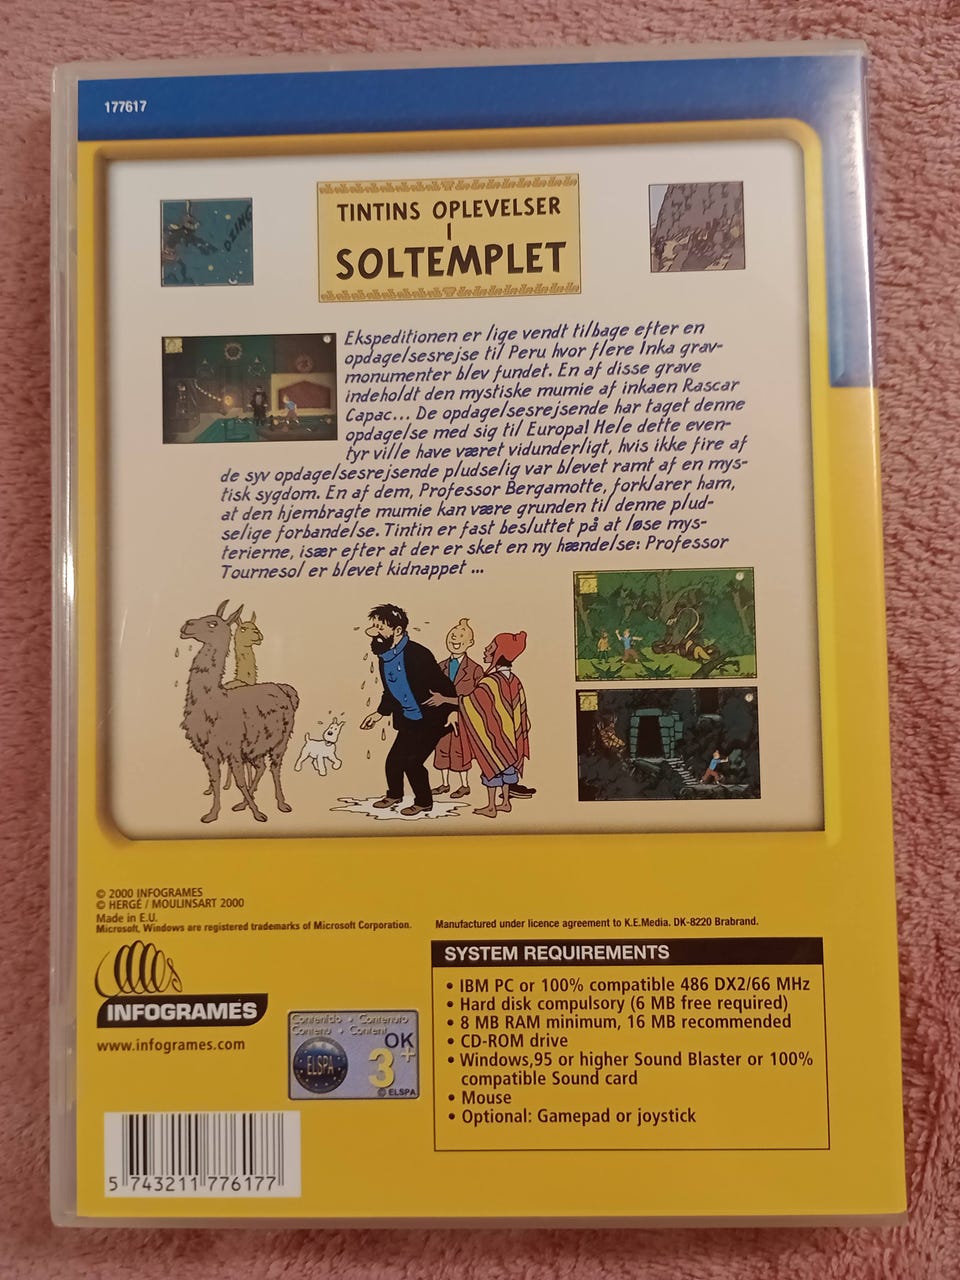 177617
DZING
TINTINS OPLEVELSER
I
SOLTEMPLET
Ekspeditionen er lige vendt tilbage efter en
opdagelsesrejse til Peru hvor flere Inka grav-
monumenter blev fundet. En af disse grave
indeholdt den mystiske mumie af inkaen Rascar
Capac... De opdagelsesrejsende har taget denne
opdagelse med sig til Europa! Hele dette even-
tyr ville have været vidunderligt, hvis ikke fire af
de syv opdagelsesrejsende pludselig var blevet ramt af en mys-
tisk sygdom. En af dem, Professor Bergamotte, forklarer ham,
at den hjembragte mumie kan være grunden til denne plud-
selige forbandelse. Tintin er fast besluttet på at løse mys-
terierne, især efter at der er sket en ny hændelse: Professor
Tournesol er blevet kidnappet ...
© 2000 INFOGRAMES
© HERGÉ / MOULINSART 2000
Made in E.U.
Microsoft, Windows are registered trademarks of Microsoft Corporation.
Manufactured under licence agreement to K.E.Media. DK-8220 Brabrand.
INFOGRAMES
www.infogrames.com
Contenido • Contenuto
Contenu • Content
OK
ELSPA
3+
© ELSPA
SYSTEM REQUIREMENTS
• IBM PC or 100% compatible 486 DX2/66 MHz
• Hard disk compulsory (6 MB free required)
• 8 MB RAM minimum, 16 MB recommended
• CD-ROM drive
• Windows,95 or higher Sound Blaster or 100%
compatible Sound card
• Mouse
• Optional: Gamepad or joystick
5 743211 776177